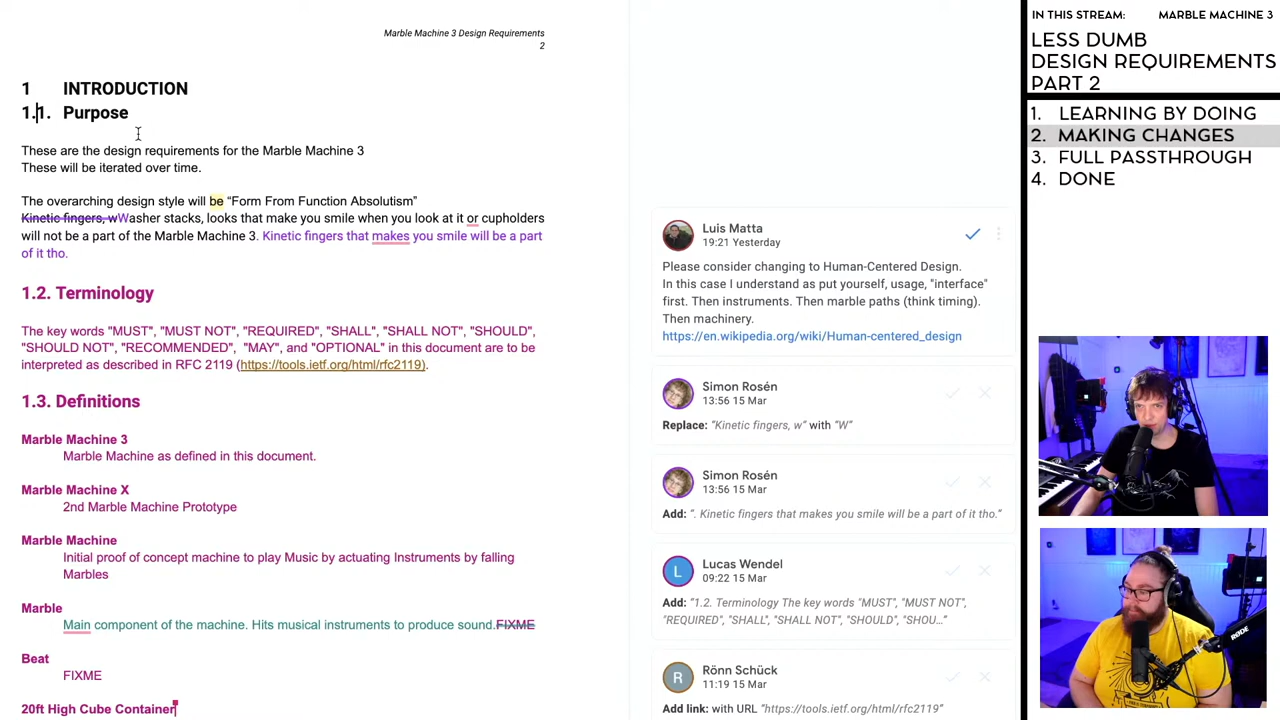 Marble Machine 3 Design Requirements
2
1 INTRODUCTION
1.1. Purpose
These are the design requirements for the Marble Machine 3
These will be iterated over time.
The overarching design style will be “Form From Function Absolutism”
Kinetic fingers, wWasher stacks, looks that make you smile when you look at it or cupholders
will not be a part of the Marble Machine 3. Kinetic fingers that makes you smile will be a part
of it tho.
1.2. Terminology
The key words "MUST", "MUST NOT", "REQUIRED", "SHALL", "SHALL NOT", "SHOULD",
"SHOULD NOT", "RECOMMENDED", "MAY", and "OPTIONAL" in this document are to be
interpreted as described in RFC 2119 (https://tools.ietf.org/html/rfc2119).
1.3. Definitions
Marble Machine 3
Marble Machine as defined in this document.
Marble Machine X
2nd Marble Machine Prototype
Marble Machine
Initial proof of concept machine to play Music by actuating Instruments by falling
Marbles
Marble
Main component of the machine. Hits musical instruments to produce sound.FIXME
Beat
FIXME
20ft High Cube Container
Luis Matta
19:21 Yesterday
Please consider changing to Human-Centered Design.
In this case I understand as put yourself, usage, "interface"
first. Then instruments. Then marble paths (think timing).
Then machinery.
https://en.wikipedia.org/wiki/Human-centered_design
Simon Rosén
13:56 15 Mar
Replace: “Kinetic fingers, w” with “W”
Simon Rosén
13:56 15 Mar
Add: “. Kinetic fingers that makes you smile will be a part of it tho.”
L
Lucas Wendel
09:22 15 Mar
Add: “1.2. Terminology The key words "MUST", "MUST NOT",
"REQUIRED", "SHALL", "SHALL NOT", "SHOULD", "SHOU…”
R
Rönn Schück
11:19 15 Mar
Add link: with URL “https://tools.ietf.org/html/rfc2119”
IN THIS STREAM: MARBLE MACHINE 3
LESS DUMB
DESIGN REQUIREMENTS
PART 2
1. LEARNING BY DOING
2. MAKING CHANGES
3. FULL PASSTHROUGH
4. DONE
RØDE